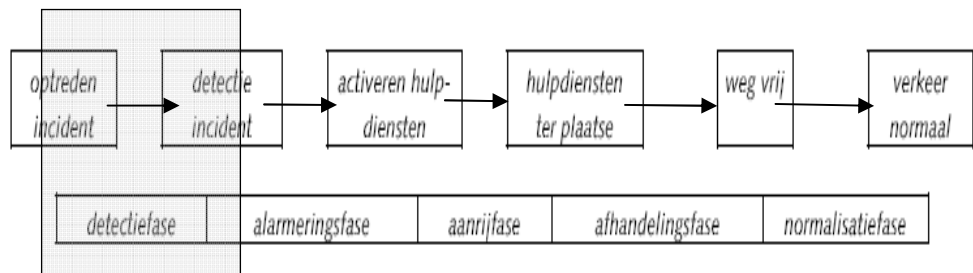 optreden
incident
detectie
incident
activeren hulp-
diensten
hulpdiensten
ter plaatse
weg vrij
verkeer
normaal
detectiefase
alarmeringsfase
aanrijfase
afhandelingsfase
normalisatiefase